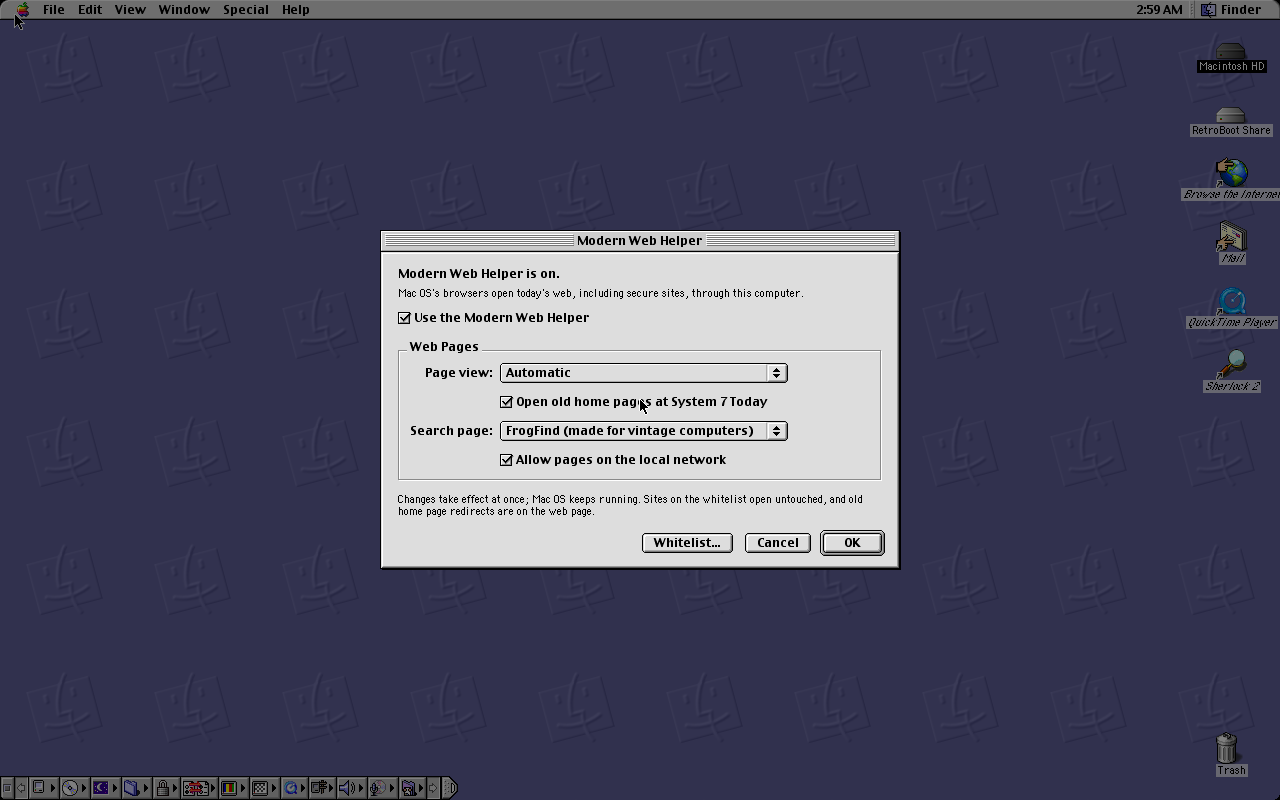 File Edit View Window Special Help 2:59 AM Finder
Macintosh HD
RetroBoot Share
Browse the Internet
Mail
QuickTime Player
Sherlock 2
Modern Web Helper
Modern Web Helper is on.
Mac OS's browsers open today's web, including secure sites, through this computer.
Use the Modern Web Helper
Web Pages
Page view: Automatic
Open old home pages at System 7 Today
Search page: FrogFind (made for vintage computers)
Allow pages on the local network
Changes take effect at once; Mac OS keeps running. Sites on the whitelist open untouched, and old
home page redirects are on the web page.
Whitelist... Cancel OK
Trash